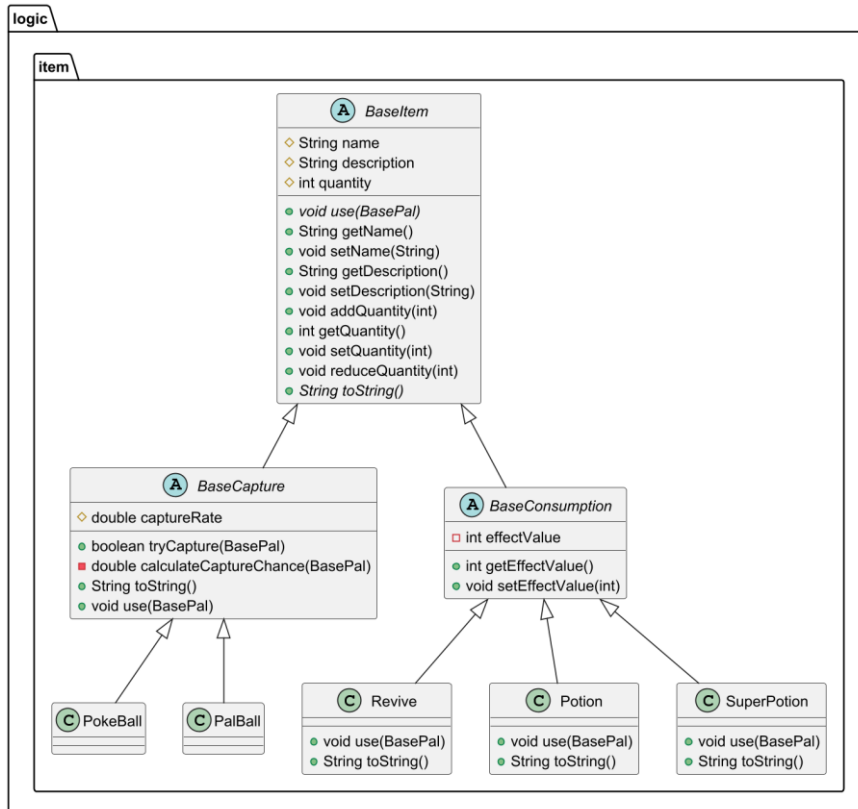 logic
item
A BaseItem
String name
String description
int quantity
void use(BasePal)
String getName()
void setName(String)
String getDescription()
void setDescription(String)
void addQuantity(int)
int getQuantity()
void setQuantity(int)
void reduceQuantity(int)
String toString()
A BaseCapture
double captureRate
boolean tryCapture(BasePal)
double calculateCaptureChance(BasePal)
String toString()
void use(BasePal)
A BaseConsumption
int effectValue
int getEffectValue()
void setEffectValue(int)
C PokeBall
C PalBall
C Revive
void use(BasePal)
String toString()
C Potion
void use(BasePal)
String toString()
C SuperPotion
void use(BasePal)
String toString()